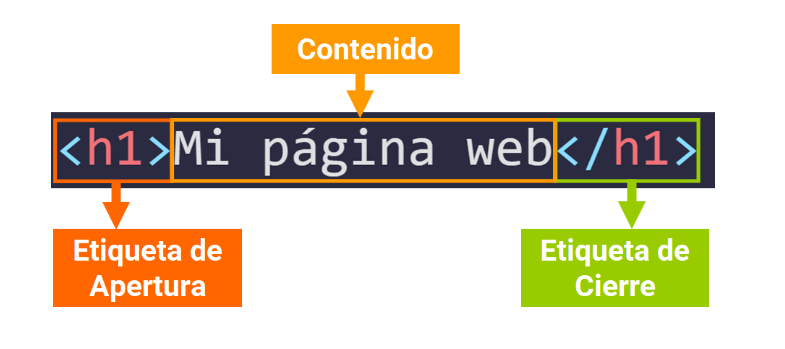 Contenido
<h1>Mi página web</h1>
Etiqueta de
Apertura
Etiqueta de
Cierre